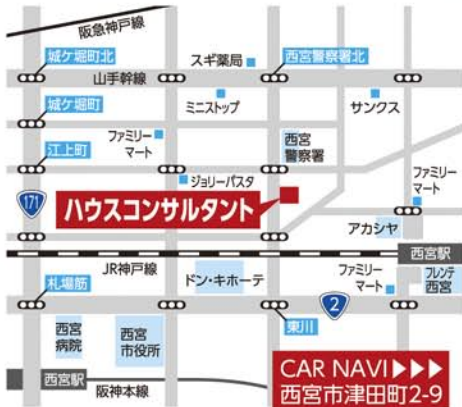 阪急神戸線
城ケ堀町北
スギ薬局
西宮警察署北
山手幹線
城ケ堀町
ミニストップ
サンクス
ファミリー
マート
西宮
警察署
江上町
ジョリーパスタ
ファミリー
マート
171
ハウスコンサルタント
アカシヤ
西宮駅
JR神戸線
ドン・キホーテ
ファミリー
マート
フレンテ
西宮
札場筋
2
東川
西宮
病院
西宮
市役所
CAR NAVI▶▶▶
西宮市津田町2-9
西宮駅
阪神本線